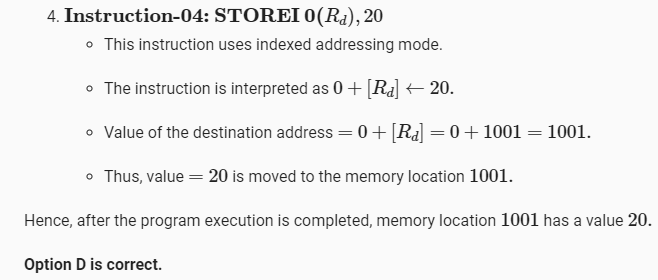 4. Instruction-04: STOREI 0(R_d), 20
∘ This instruction uses indexed addressing mode.
∘ The instruction is interpreted as 0 + [R_d] ← 20.
∘ Value of the destination address = 0 + [R_d] = 0 + 1001 = 1001.
∘ Thus, value = 20 is moved to the memory location 1001.
Hence, after the program execution is completed, memory location 1001 has a value 20.
Option D is correct.